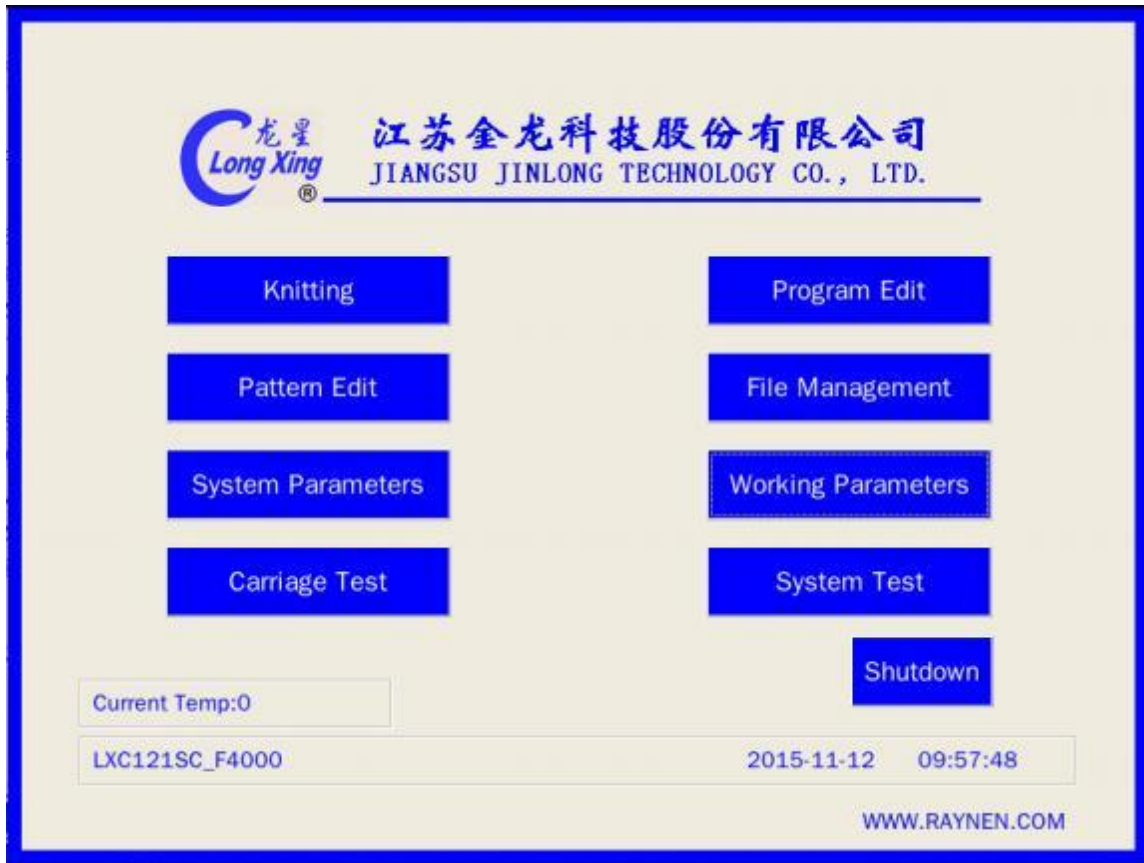 龙星
Long Xing
®
江苏金龙科技股份有限公司
JIANGSU JINLONG TECHNOLOGY CO., LTD.
Knitting
Program Edit
Pattern Edit
File Management
System Parameters
Working Parameters
Carriage Test
System Test
Shutdown
Current Temp:0
LXC121SC_F4000 2015-11-12 09:57:48
WWW.RAYNEN.COM